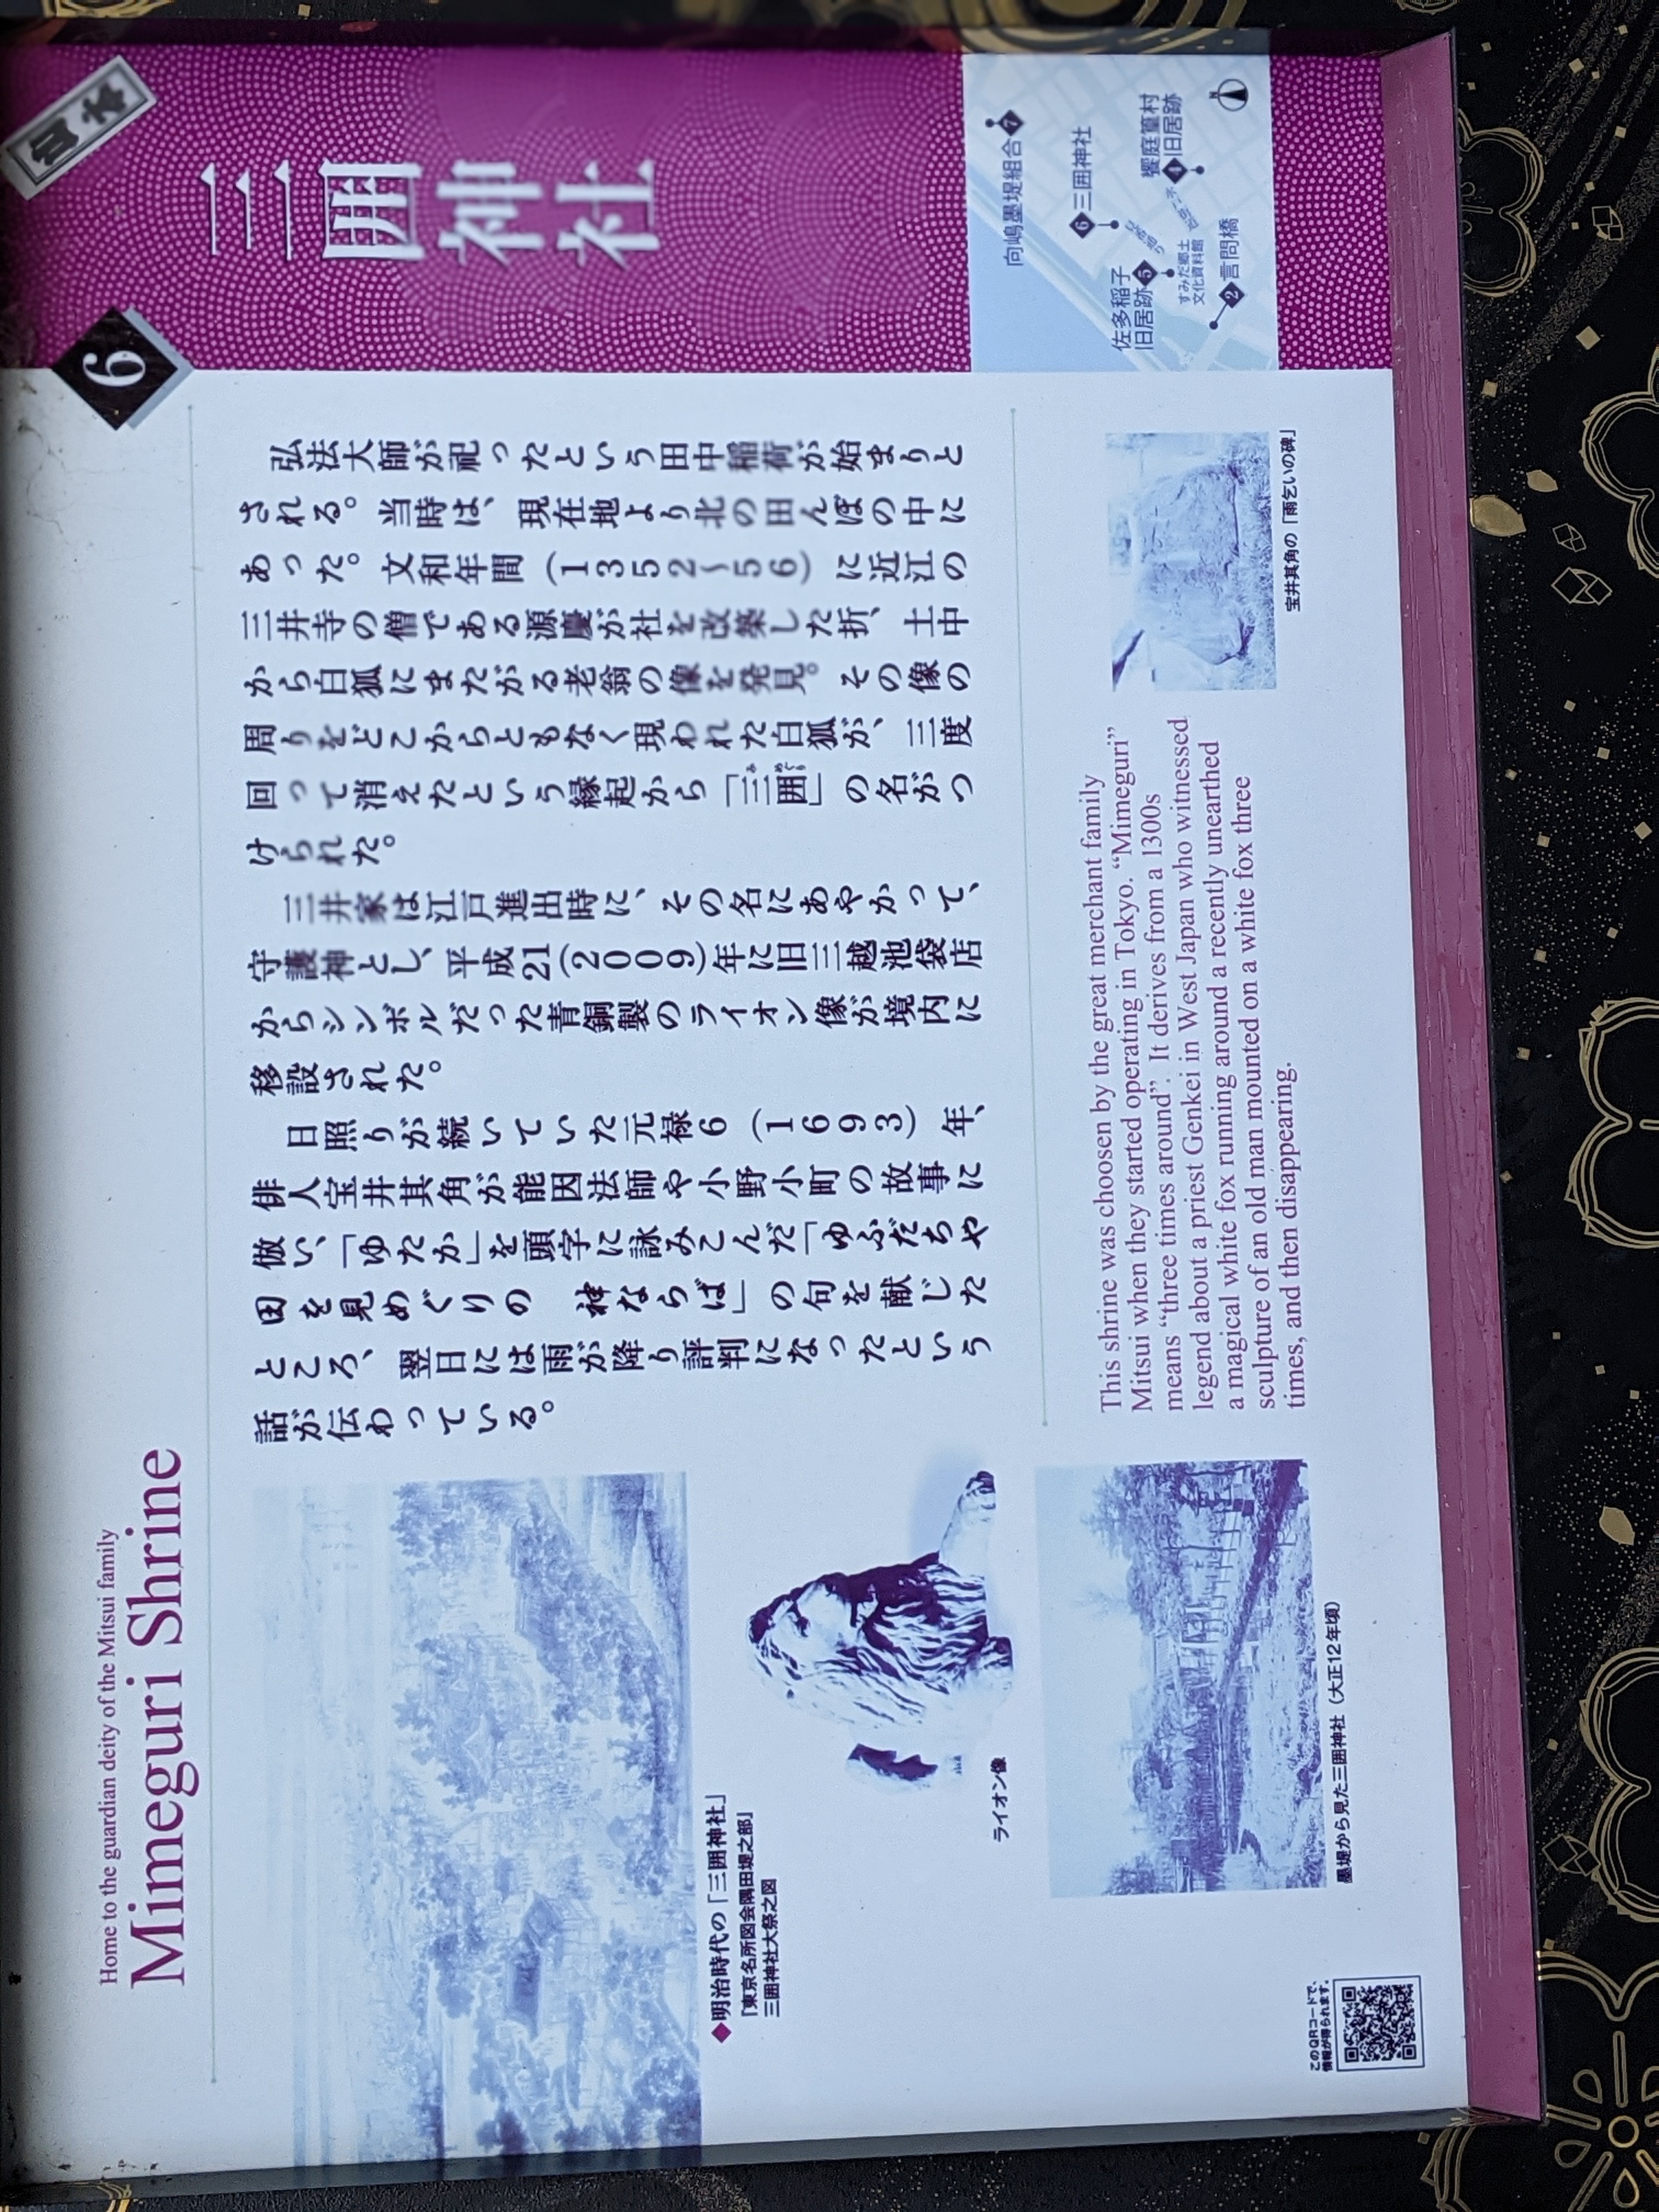 Home to the guardian deity of the Mitsui family
Mimeguri Shrine
6
三囲神社
弘法大師が祀ったという田中稲荷が始まりと
される。当時は、現在地より北の田んぼの中に
あった。文和年間（1352〜56）に近江の
三井寺の僧である源慶が社を改築した折、土中
から白狐にまたがる老翁の像を発見。その像の
周りをどこからともなく現われた白狐が、三度
回って消えたという縁起から「三囲」の名がつ
けられた。
三井家は江戸進出時に、その名にあやかって、
守護神とし、平成21(2009)年に旧三越池袋店
からシンボルだった青銅製のライオン像が境内に
移設された。
日照りが続いていた元禄6（1693）年、
俳人宝井其角が能因法師や小野小町の故事に
倣い、「ゆたか」を頭字に詠みこんだ「ゆふだちや
田を見めぐりの　神ならば」の句を献じた
ところ、翌日には雨が降り評判になったという
話が伝わっている。
◆明治時代の「三囲神社」
「東京名所図会隅田堤之部」
三囲神社大祭之図
ライオン像
墨堤から見た三囲神社（大正12年頃）
This shrine was choosen by the great merchant family
Mitsui when they started operating in Tokyo. “Mimeguri”
means “three times around”. It derives from a 1300s
legend about a priest Genkei in West Japan who witnessed
a magical white fox running around a recently unearthed
sculpture of an old man mounted on a white fox three
times, and then disappearing.
宝井其角の「雨乞いの碑」
向嶋墨堤組合 7
6 三囲神社
饗庭篁村
1 旧居跡
佐多稲子
旧居跡 5
すみだ郷土
文化資料館
2 言問橋
N
このQRコードで、
情報が得られます。